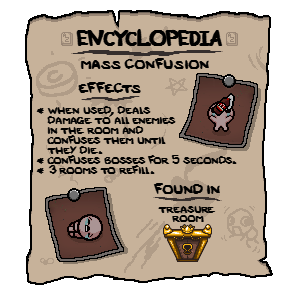 ENCYCLOPEDIA
MASS CONFUSION
EFFECTS
* WHEN USED, DEALS
DAMAGE TO ALL ENEMIES
IN THE ROOM AND
CONFUSES THEM UNTIL
THEY DIE.
* CONFUSES BOSSES FOR 5 SECONDS.
* 3 ROOMS TO REFILL.
FOUND IN
TREASURE
ROOM